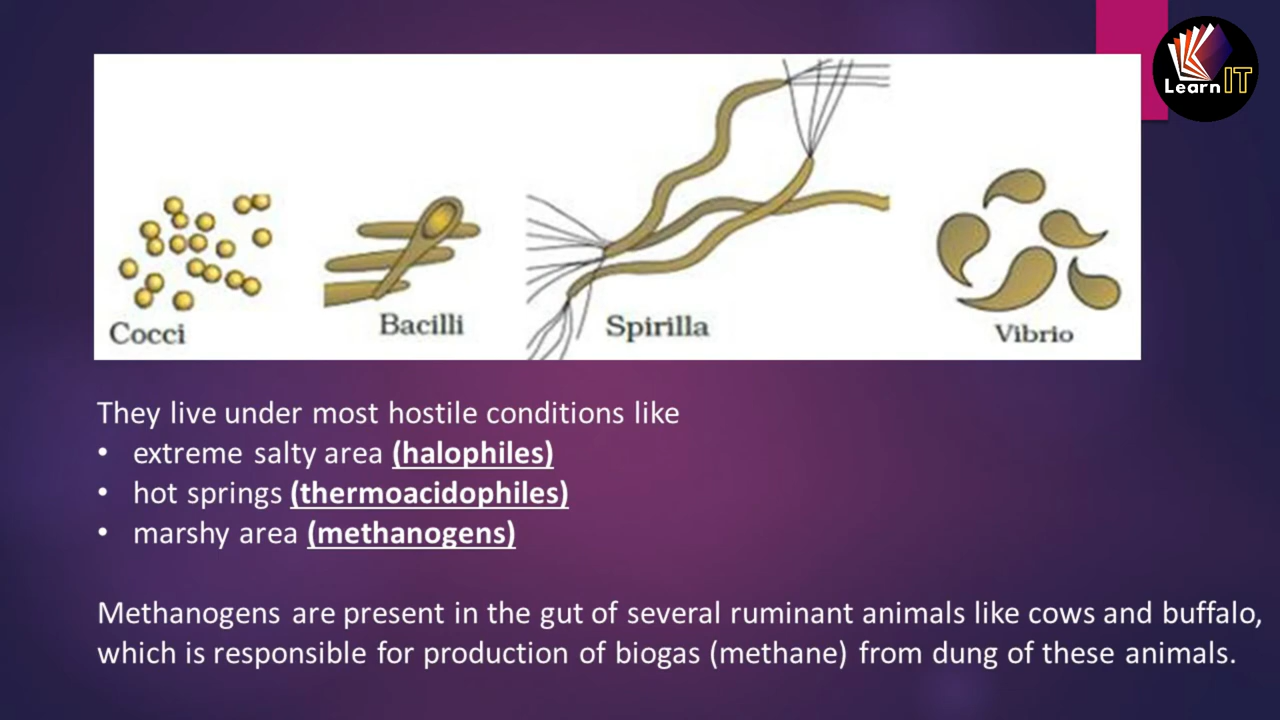 LearnIT
Cocci
Bacilli
Spirilla
Vibrio
They live under most hostile conditions like
• extreme salty area (halophiles)
• hot springs (thermoacidophiles)
• marshy area (methanogens)
Methanogens are present in the gut of several ruminant animals like cows and buffalo,
which is responsible for production of biogas (methane) from dung of these animals.